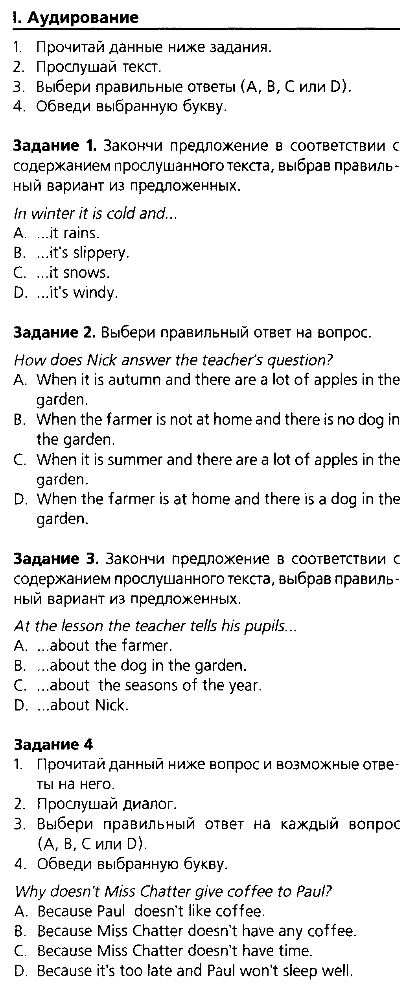 I. Аудирование
1. Прочитай данные ниже задания.
2. Прослушай текст.
3. Выбери правильные ответы (A, B, C или D).
4. Обведи выбранную букву.
Задание 1. Закончи предложение в соответствии с
содержанием прослушанного текста, выбрав правиль-
ный вариант из предложенных.
In winter it is cold and...
A. ...it rains.
B. ...it's slippery.
C. ...it snows.
D. ...it's windy.
Задание 2. Выбери правильный ответ на вопрос.
How does Nick answer the teacher's question?
A. When it is autumn and there are a lot of apples in the
garden.
B. When the farmer is not at home and there is no dog in
the garden.
C. When it is summer and there are a lot of apples in the
garden.
D. When the farmer is at home and there is a dog in the
garden.
Задание 3. Закончи предложение в соответствии с
содержанием прослушанного текста, выбрав правиль-
ный вариант из предложенных.
At the lesson the teacher tells his pupils...
A. ...about the farmer.
B. ...about the dog in the garden.
C. ...about the seasons of the year.
D. ...about Nick.
Задание 4
1. Прочитай данный ниже вопрос и возможные отве-
ты на него.
2. Прослушай диалог.
3. Выбери правильный ответ на каждый вопрос
(A, B, C или D).
4. Обведи выбранную букву.
Why doesn't Miss Chatter give coffee to Paul?
A. Because Paul doesn't like coffee.
B. Because Miss Chatter doesn't have any coffee.
C. Because Miss Chatter doesn't have time.
D. Because it's too late and Paul won't sleep well.